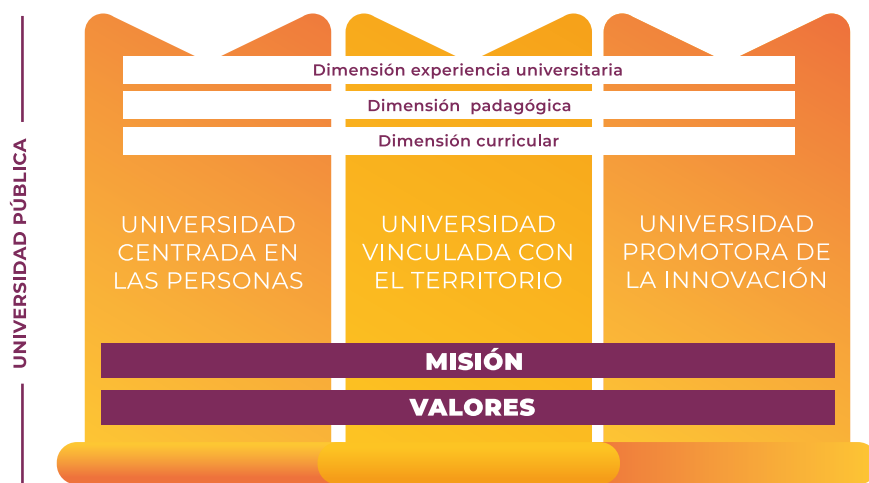 UNIVERSIDAD PÚBLICA
Dimensión experiencia universitaria
Dimensión padagógica
Dimensión curricular
UNIVERSIDAD
CENTRADA EN
LAS PERSONAS
UNIVERSIDAD
VINCULADA CON
EL TERRITORIO
UNIVERSIDAD
PROMOTORA DE
LA INNOVACIÓN
MISIÓN
VALORES